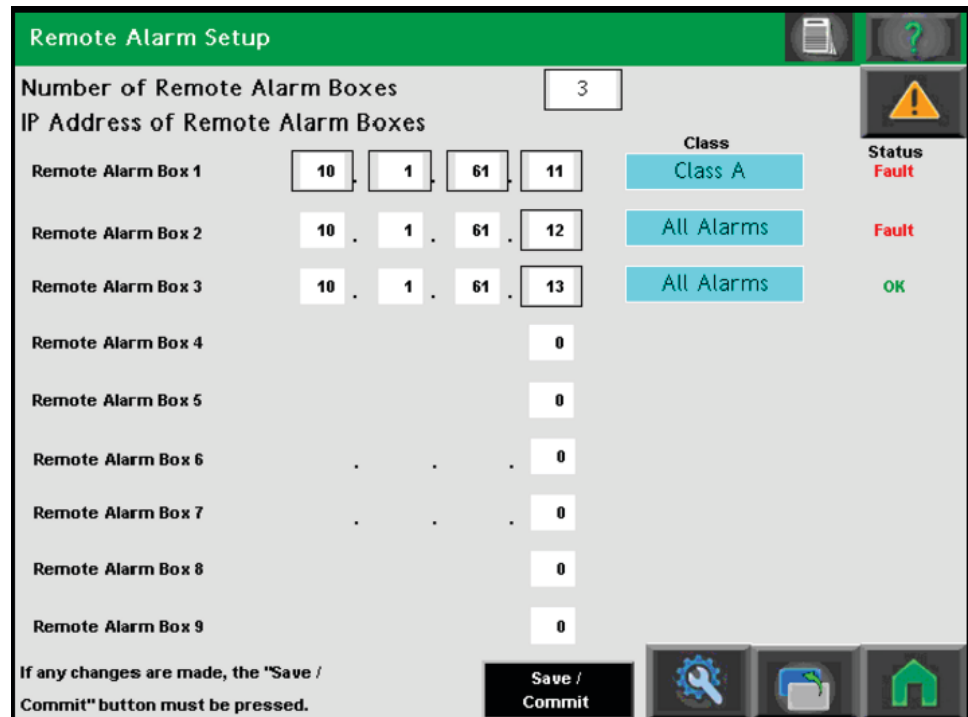 Remote Alarm Setup
?
Number of Remote Alarm Boxes 3
IP Address of Remote Alarm Boxes
Class
Status
Remote Alarm Box 1 10 . 1 . 61 . 11 Class A Fault
Remote Alarm Box 2 10 . 1 . 61 . 12 All Alarms Fault
Remote Alarm Box 3 10 . 1 . 61 . 13 All Alarms OK
Remote Alarm Box 4 0
Remote Alarm Box 5 0
Remote Alarm Box 6 . . . 0
Remote Alarm Box 7 . . . 0
Remote Alarm Box 8 0
Remote Alarm Box 9 0
If any changes are made, the "Save /
Commit" button must be pressed.
Save /
Commit